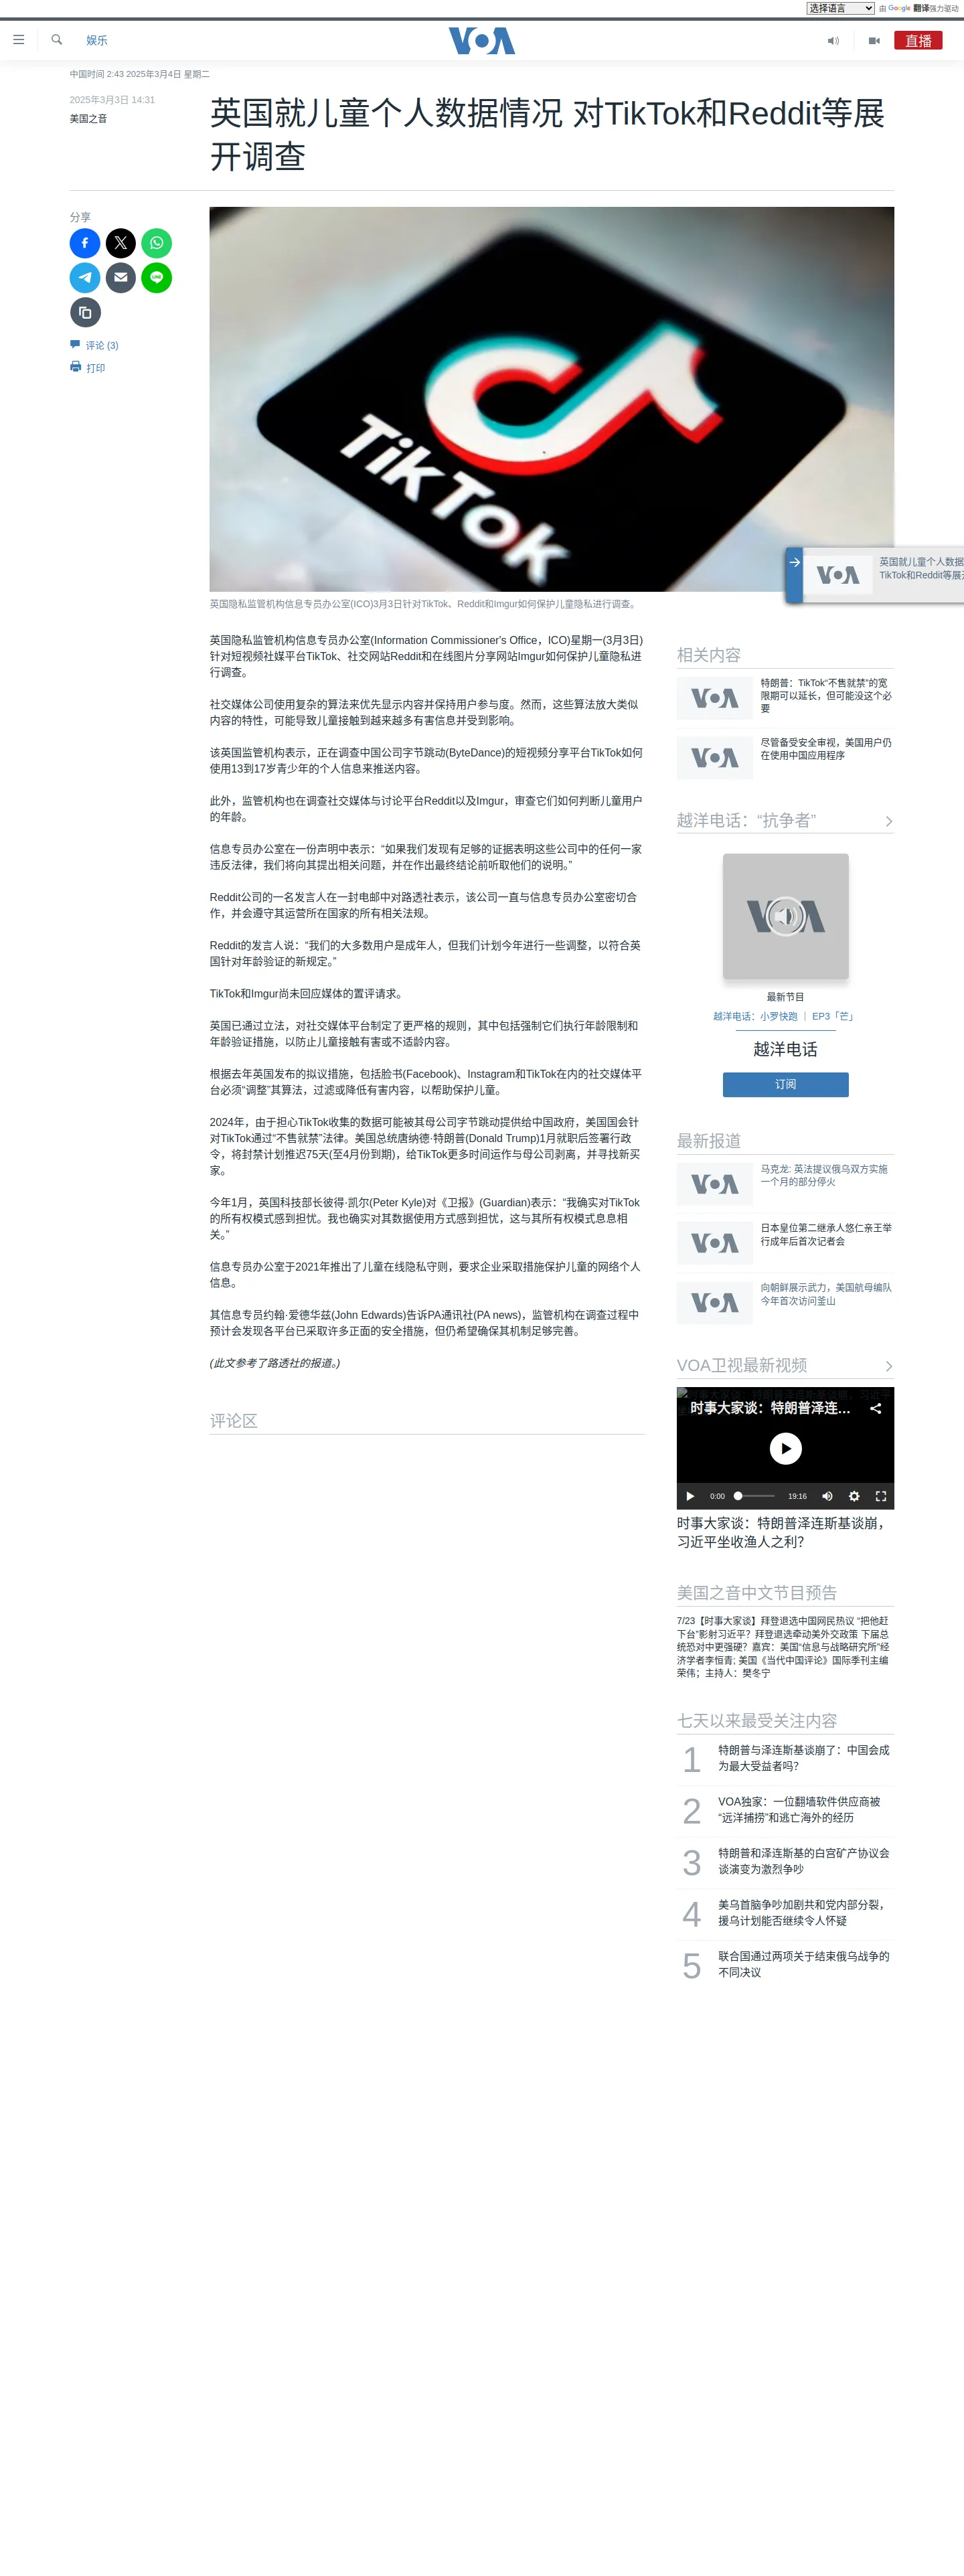 选择语言
由 Google 翻译强力驱动
娱乐
VOA
直播
中国时间 2:43 2025年3月4日 星期二
2025年3月3日 14:31
美国之音
英国就儿童个人数据情况 对TikTok和Reddit等展
开调查
分享
评论 (3)
打印
TikTok
英国就儿童个人数据
TikTok和Reddit等展
英国隐私监管机构信息专员办公室(ICO)3月3日针对TikTok、Reddit和Imgur如何保护儿童隐私进行调查。
英国隐私监管机构信息专员办公室(Information Commissioner's Office，ICO)星期一(3月3日)
针对短视频社媒平台TikTok、社交网站Reddit和在线图片分享网站Imgur如何保护儿童隐私进
行调查。
社交媒体公司使用复杂的算法来优先显示内容并保持用户参与度。然而，这些算法放大类似
内容的特性，可能导致儿童接触到越来越多有害信息并受到影响。
该英国监管机构表示，正在调查中国公司字节跳动(ByteDance)的短视频分享平台TikTok如何
使用13到17岁青少年的个人信息来推送内容。
此外，监管机构也在调查社交媒体与讨论平台Reddit以及Imgur，审查它们如何判断儿童用户
的年龄。
信息专员办公室在一份声明中表示：“如果我们发现有足够的证据表明这些公司中的任何一家
违反法律，我们将向其提出相关问题，并在作出最终结论前听取他们的说明。”
Reddit公司的一名发言人在一封电邮中对路透社表示，该公司一直与信息专员办公室密切合
作，并会遵守其运营所在国家的所有相关法规。
Reddit的发言人说：“我们的大多数用户是成年人，但我们计划今年进行一些调整，以符合英
国针对年龄验证的新规定。”
TikTok和Imgur尚未回应媒体的置评请求。
英国已通过立法，对社交媒体平台制定了更严格的规则，其中包括强制它们执行年龄限制和
年龄验证措施，以防止儿童接触有害或不适龄内容。
根据去年英国发布的拟议措施，包括脸书(Facebook)、Instagram和TikTok在内的社交媒体平
台必须“调整”其算法，过滤或降低有害内容，以帮助保护儿童。
2024年，由于担心TikTok收集的数据可能被其母公司字节跳动提供给中国政府，美国国会针
对TikTok通过“不售就禁”法律。美国总统唐纳德·特朗普(Donald Trump)1月就职后签署行政
令，将封禁计划推迟75天(至4月份到期)，给TikTok更多时间运作与母公司剥离，并寻找新买
家。
今年1月，英国科技部长彼得·凯尔(Peter Kyle)对《卫报》(Guardian)表示：“我确实对TikTok
的所有权模式感到担忧。我也确实对其数据使用方式感到担忧，这与其所有权模式息息相
关。”
信息专员办公室于2021年推出了儿童在线隐私守则，要求企业采取措施保护儿童的网络个人
信息。
其信息专员约翰·爱德华兹(John Edwards)告诉PA通讯社(PA news)，监管机构在调查过程中
预计会发现各平台已采取许多正面的安全措施，但仍希望确保其机制足够完善。
(此文参考了路透社的报道。)
评论区
相关内容
特朗普：TikTok“不售就禁”的宽
限期可以延长，但可能没这个必
要
尽管备受安全审视，美国用户仍
在使用中国应用程序
越洋电话：“抗争者”
最新节目
越洋电话：小罗快跑 ｜ EP3「芒」
越洋电话
订阅
最新报道
马克龙: 英法提议俄乌双方实施
一个月的部分停火
日本皇位第二继承人悠仁亲王举
行成年后首次记者会
向朝鲜展示武力，美国航母编队
今年首次访问釜山
VOA卫视最新视频
时事大家谈：特朗普泽连...
0:00
19:16
时事大家谈：特朗普泽连斯基谈崩，
习近平坐收渔人之利？
美国之音中文节目预告
7/23【时事大家谈】拜登退选中国网民热议 “把他赶
下台”影射习近平？拜登退选牵动美外交政策 下届总
统恐对中更强硬？嘉宾：美国“信息与战略研究所”经
济学者李恒青; 美国《当代中国评论》国际季刊主编
荣伟；主持人：樊冬宁
七天以来最受关注内容
1 特朗普与泽连斯基谈崩了：中国会成
为最大受益者吗？
2 VOA独家：一位翻墙软件供应商被
“远洋捕捞”和逃亡海外的经历
3 特朗普和泽连斯基的白宫矿产协议会
谈演变为激烈争吵
4 美乌首脑争吵加剧共和党内部分裂，
援乌计划能否继续令人怀疑
5 联合国通过两项关于结束俄乌战争的
不同决议